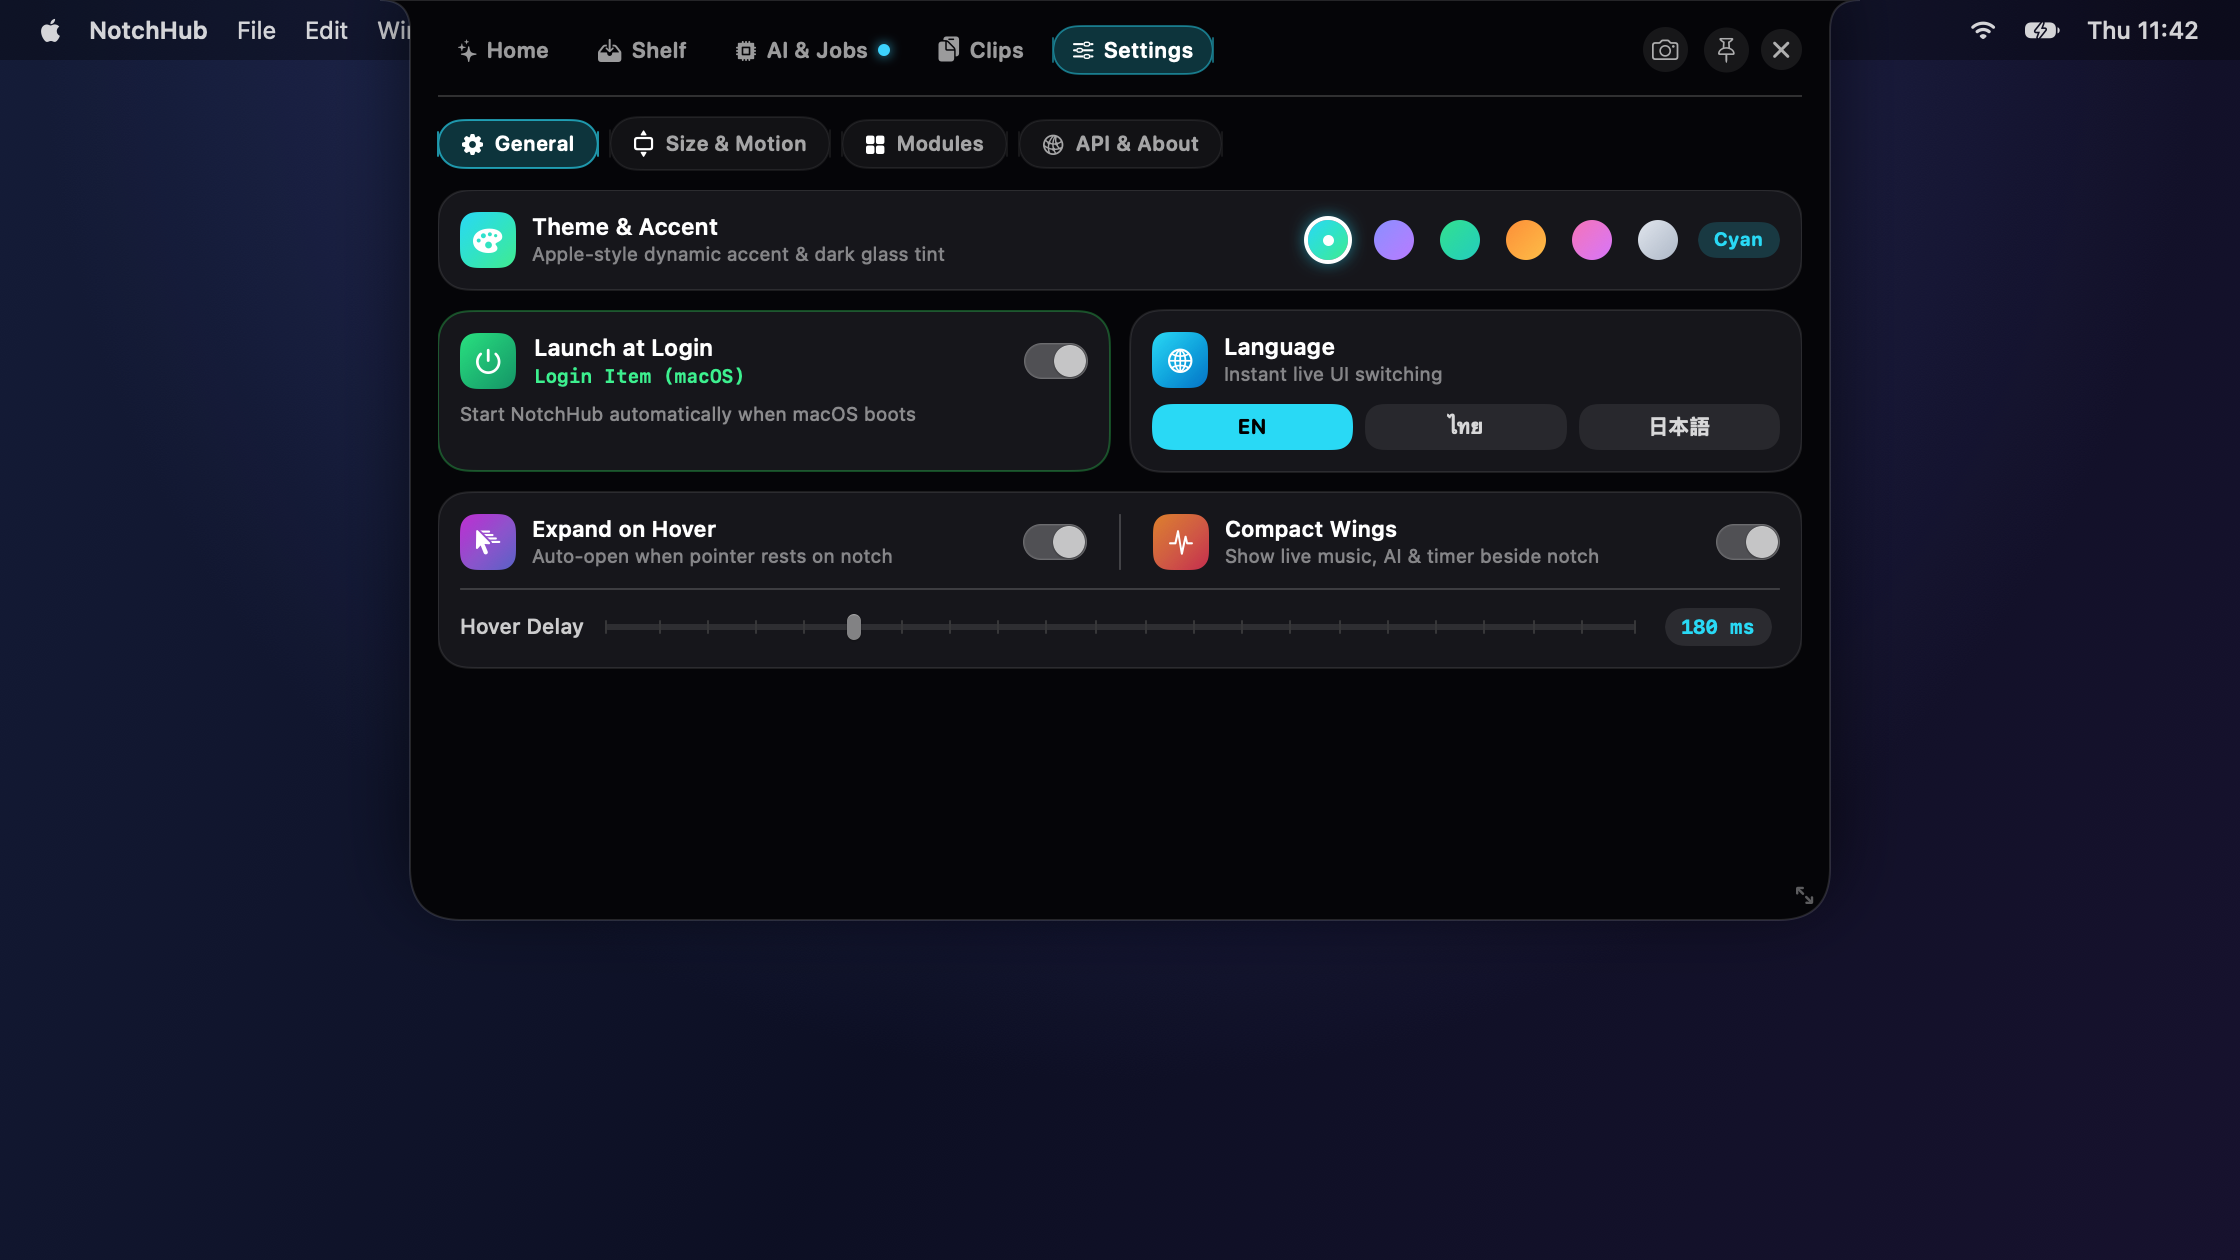 NotchHub File Edit Wi
Thu 11:42
Home Shelf AI & Jobs Clips Settings
General Size & Motion Modules API & About
Theme & Accent
Apple-style dynamic accent & dark glass tint
Cyan
Launch at Login
Login Item (macOS)
Start NotchHub automatically when macOS boots
Language
Instant live UI switching
EN ไทย 日本語
Expand on Hover
Auto-open when pointer rests on notch
Compact Wings
Show live music, AI & timer beside notch
Hover Delay
180 ms